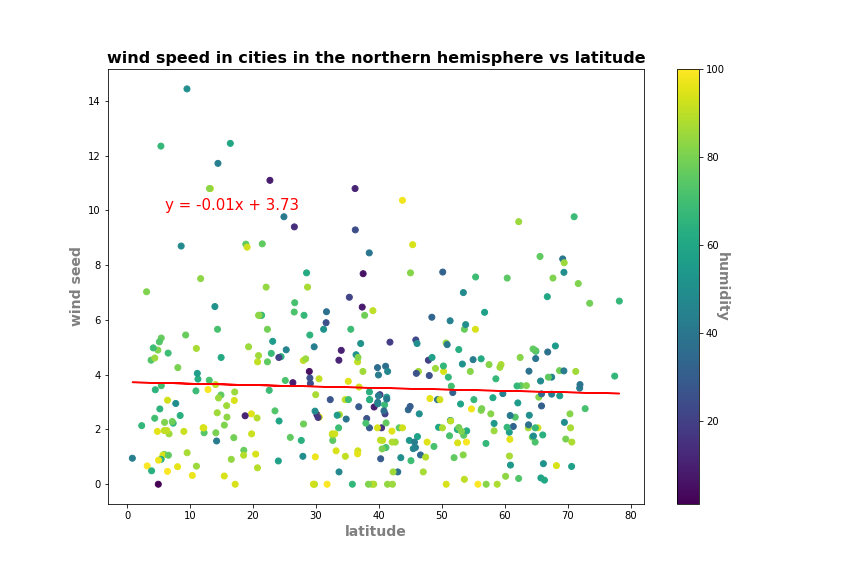 wind speed in cities in the northern hemisphere vs latitude
y = -0.01x + 3.73
wind seed
14
12
10
8
6
4
2
0
0 10 20 30 40 50 60 70 80
latitude
100
80
60
40
20
humidity